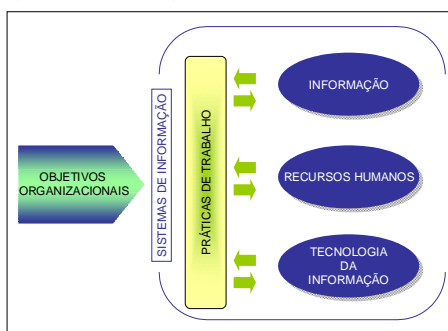 OBJETIVOS
ORGANIZACIONAIS
SISTEMAS DE INFORMAÇÃO
PRÁTICAS DE TRABALHO
INFORMAÇÃO
RECURSOS HUMANOS
TECNOLOGIA
DA
INFORMAÇÃO